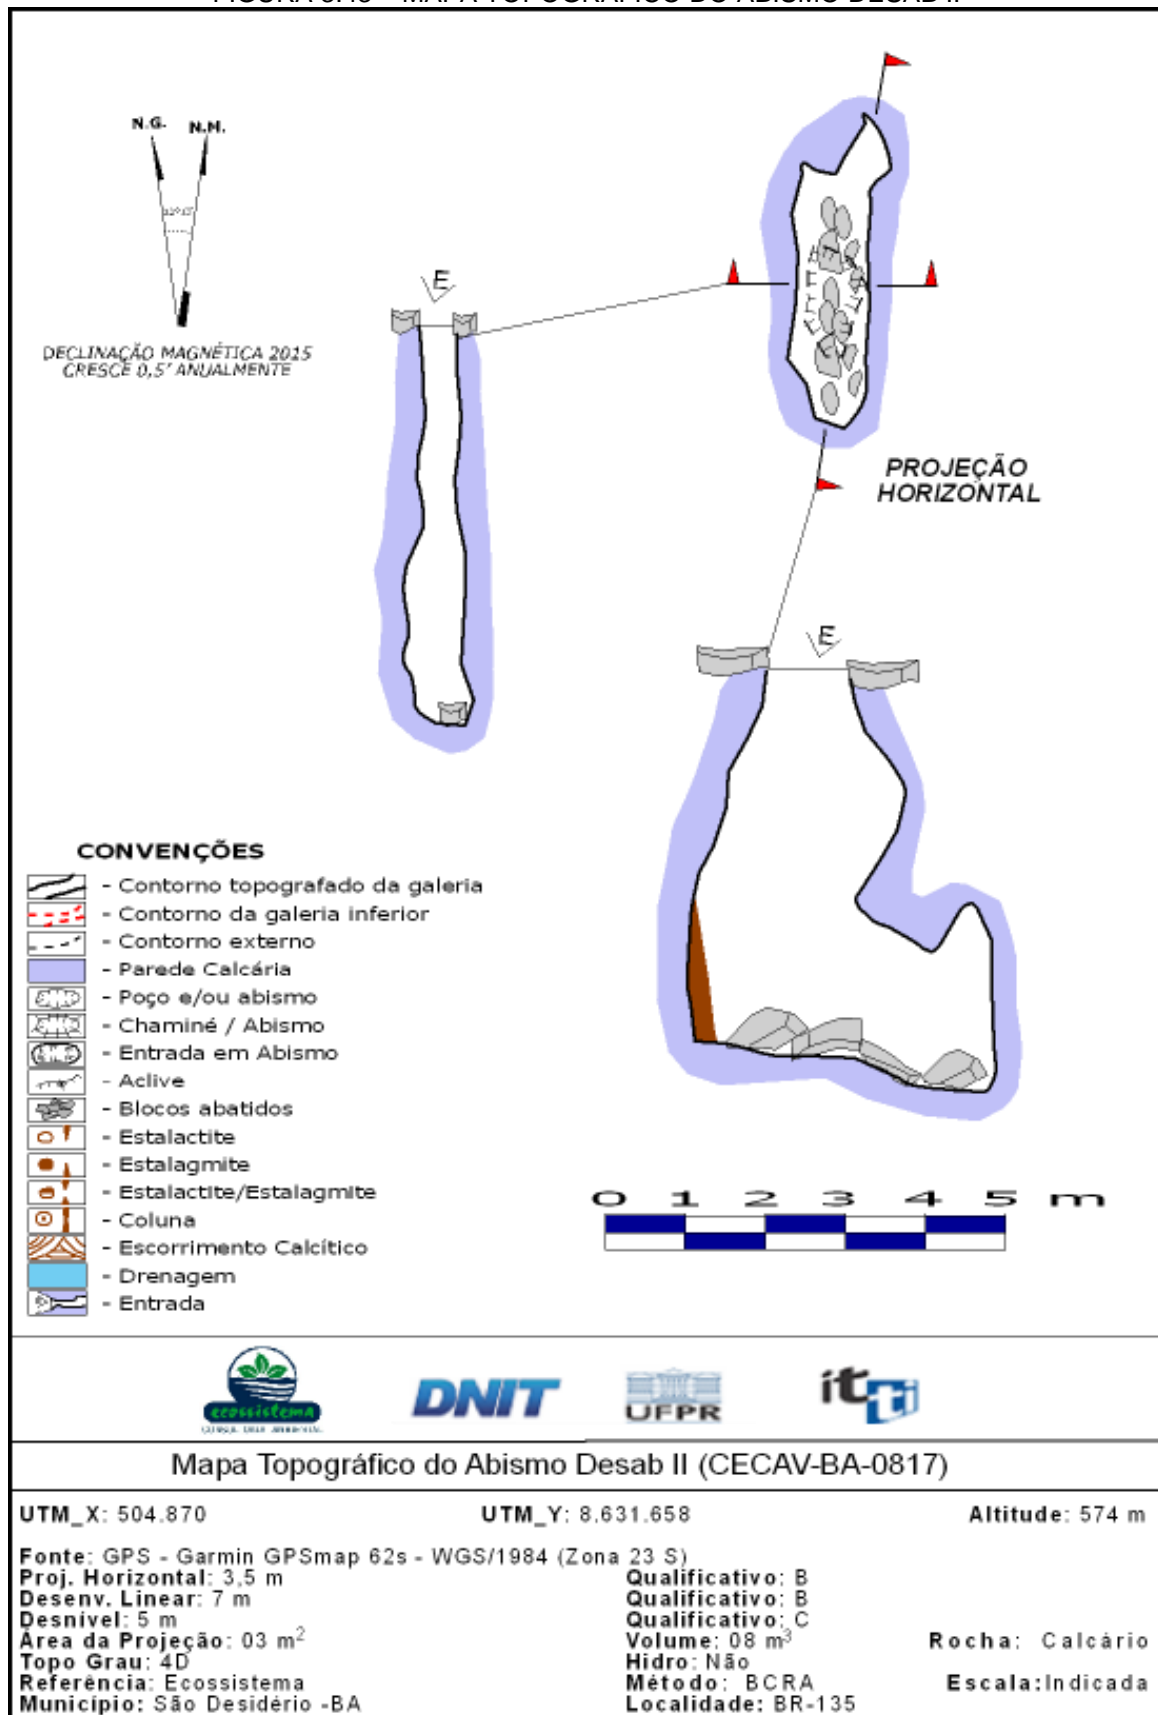 N.G. N.M.
DECLINAÇÃO MAGNÉTICA 2015
CRESCE 0,5' ANUALMENTE
E
PROJEÇÃO
HORIZONTAL
E
CONVENÇÕES
- Contorno topografado da galeria
- Contorno da galeria inferior
- Contorno externo
- Parede Calcária
- Poço e/ou abismo
- Chaminé / Abismo
- Entrada em Abismo
- Aclive
- Blocos abatidos
- Estalactite
- Estalagmite
- Estalactite/Estalagmite
- Coluna
- Escorrimento Calcítico
- Drenagem
- Entrada
0 1 2 3 4 5 m
ecossistema
DNIT
UFPR
itti
Mapa Topográfico do Abismo Desab II (CECAV-BA-0817)
UTM_X: 504.870 UTM_Y: 8.631.658 Altitude: 574 m
Fonte: GPS - Garmin GPSmap 62s - WGS/1984 (Zona 23 S)
Proj. Horizontal: 3,5 m Qualificativo: B
Desenv. Linear: 7 m Qualificativo: B
Desnível: 5 m Qualificativo: C
Área da Projeção: 03 m² Volume: 08 m³ Rocha: Calcário
Topo Grau: 4D Hidro: Não
Referência: Ecossistema Método: BCRA Escala:Indicada
Município: São Desidério -BA Localidade: BR-135